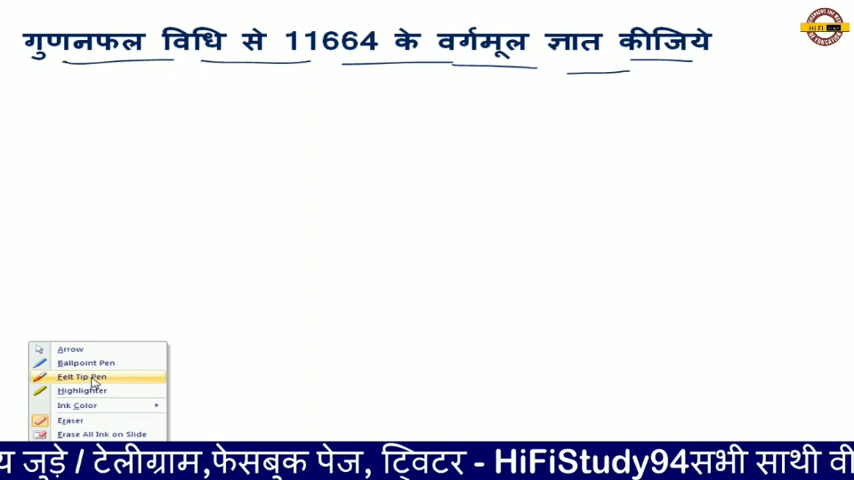 गुणनफल विधि से 11664 के वर्गमूल ज्ञात कीजिये
HIFI
Arrow
Ballpoint Pen
Felt Tip Pen
Highlighter
Ink Color
Eraser
Erase All Ink on Slide
य जुड़े / टेलीग्राम,फेसबुक पेज, ट्विटर - HiFiStudy94सभी साथी वी